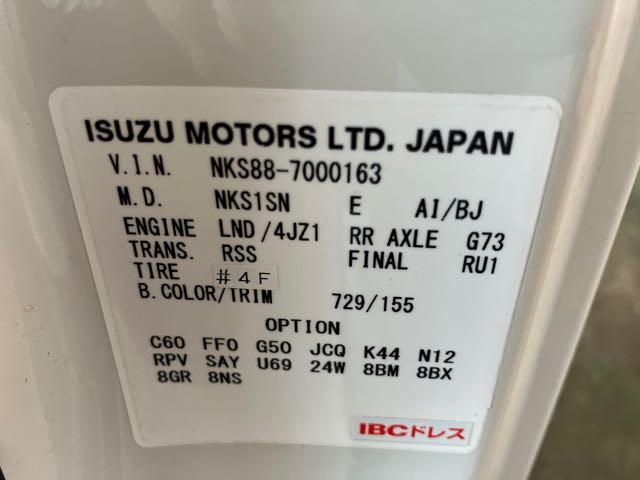 ISUZU MOTORS LTD. JAPAN
V.I.N. NKS88-7000163
M.D. NKS1SN E AI/BJ
ENGINE LND/4JZ1 RR AXLE G73
TRANS. RSS FINAL RU1
TIRE #4F
B.COLOR/TRIM 729/155
OPTION
C60 FF0 G50 JCQ K44 N12
RPV SAY U69 24W 8BM 8BX
8GR 8NS
IBCドレス